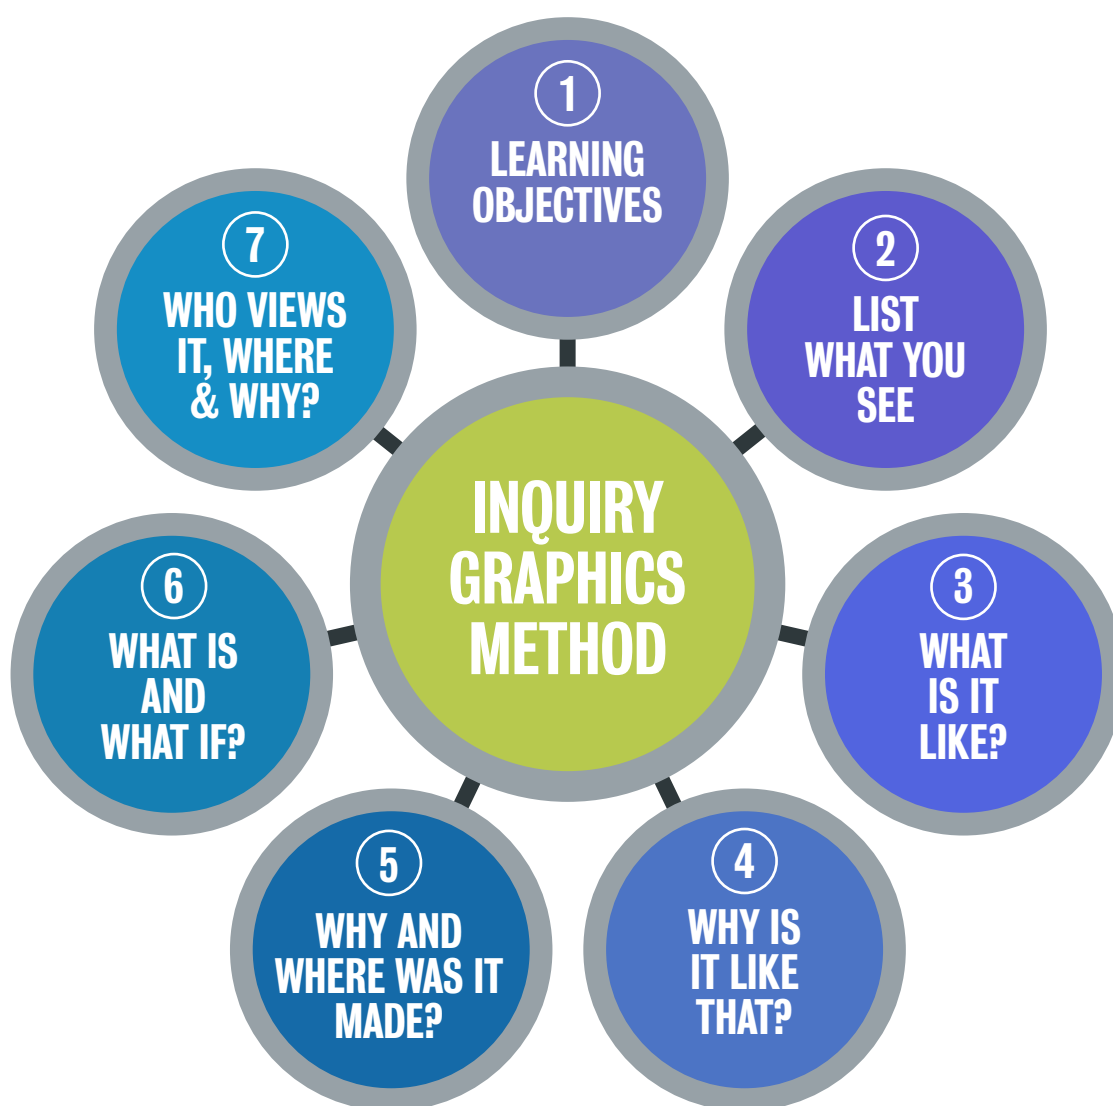 INQUIRY
GRAPHICS
METHOD
1
LEARNING
OBJECTIVES
2
LIST
WHAT YOU
SEE
3
WHAT
IS IT
LIKE?
4
WHY IS
IT LIKE
THAT?
5
WHY AND
WHERE WAS IT
MADE?
6
WHAT IS
AND
WHAT IF?
7
WHO VIEWS
IT, WHERE
& WHY?